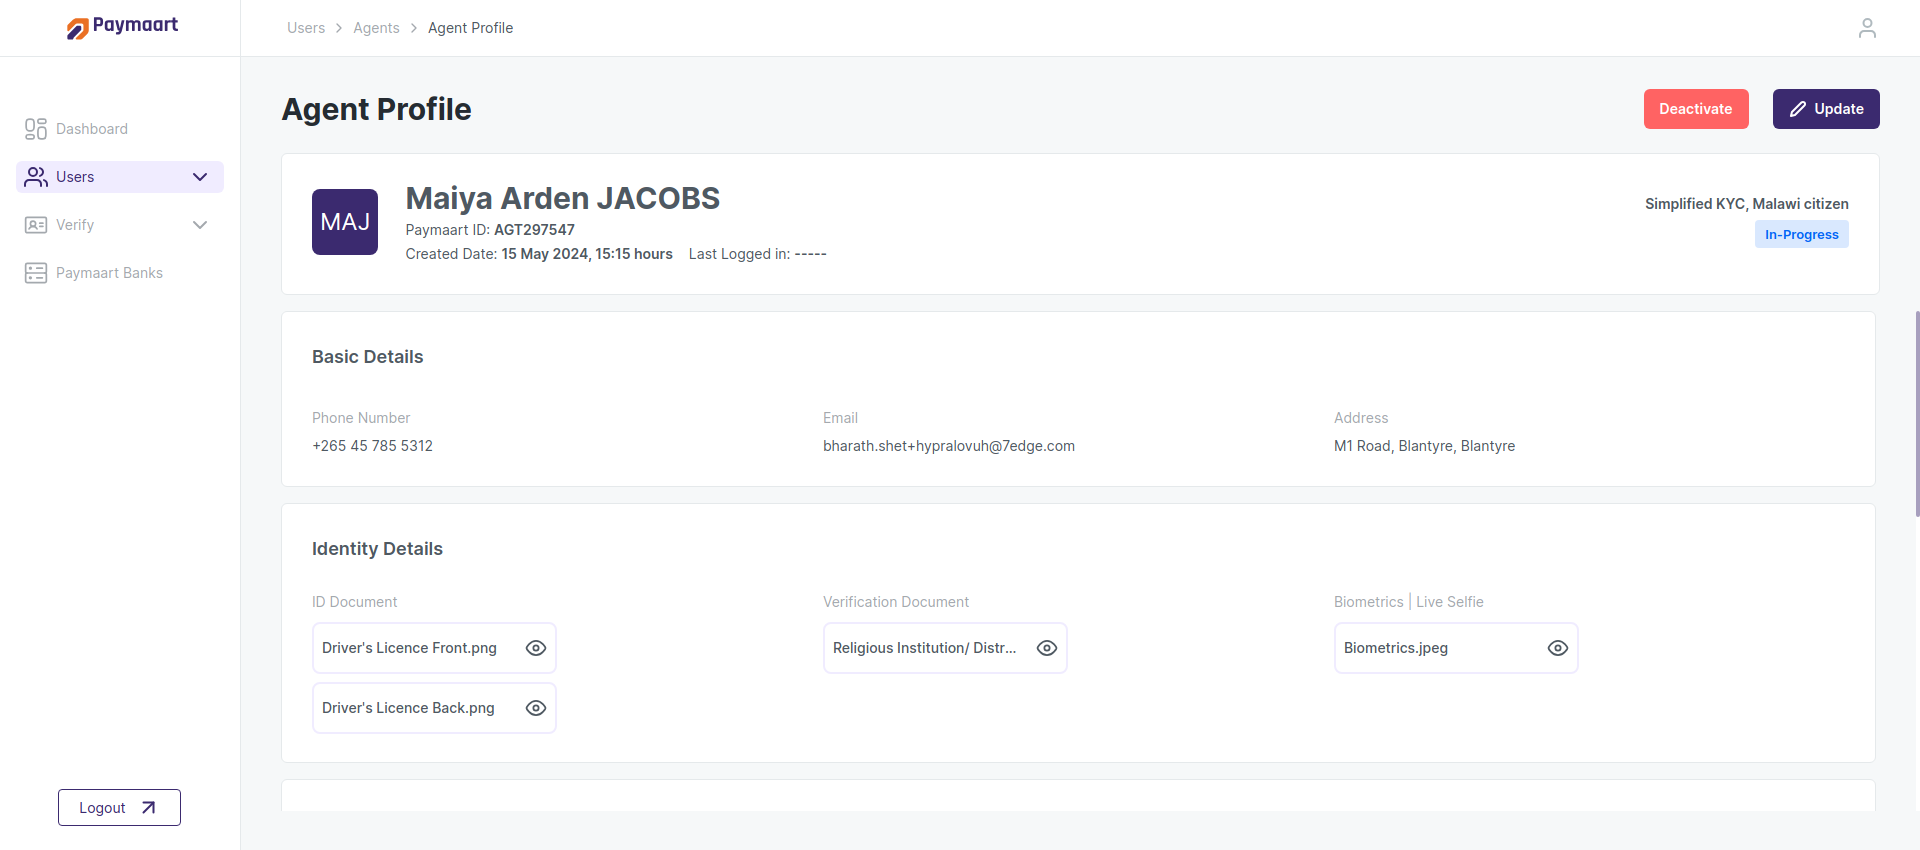 Paymaart
Users > Agents > Agent Profile
Dashboard
Users
Verify
Paymaart Banks
Logout
Agent Profile
Deactivate
Update
MAJ
Maiya Arden JACOBS
Paymaart ID: AGT297547
Created Date: 15 May 2024, 15:15 hours Last Logged in: -----
Simplified KYC, Malawi citizen
In-Progress
Basic Details
Phone Number
+265 45 785 5312
Email
bharath.shet+hypralovuh@7edge.com
Address
M1 Road, Blantyre, Blantyre
Identity Details
ID Document
Driver's Licence Front.png
Driver's Licence Back.png
Verification Document
Religious Institution/ Distr...
Biometrics | Live Selfie
Biometrics.jpeg